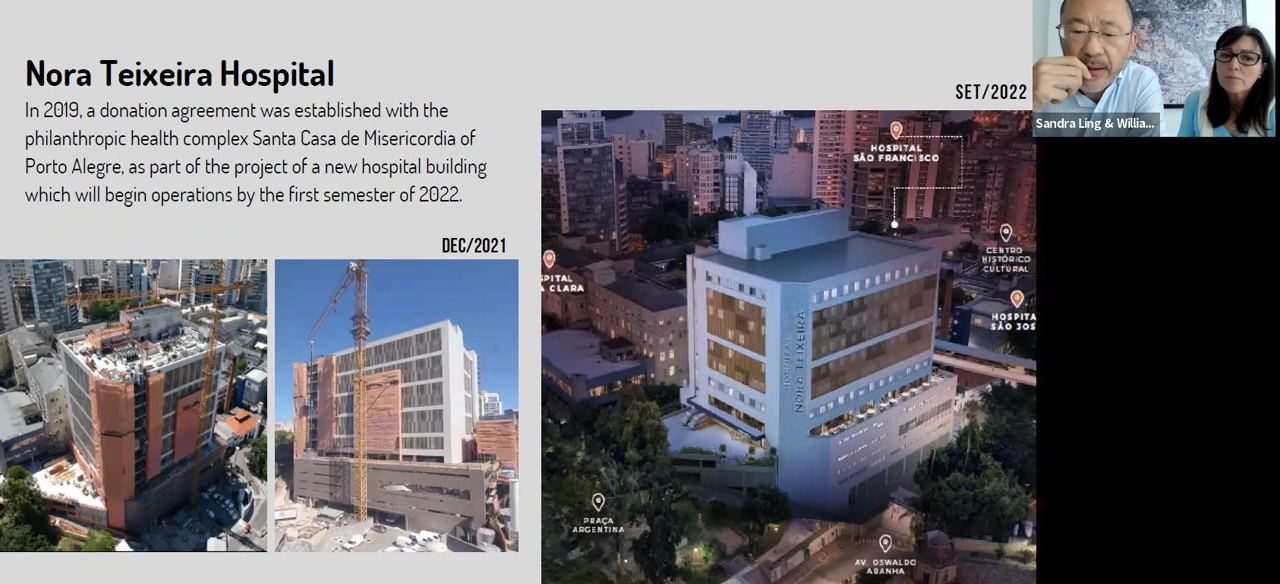 Nora Teixeira Hospital
In 2019, a donation agreement was established with the
philanthropic health complex Santa Casa de Misericordia of
Porto Alegre, as part of the project of a new hospital building
which will begin operations by the first semester of 2022.
DEC/2021
SET/2022
Sandra Ling & Willia...
HOSPITAL
SÃO FRANCISCO
CENTRO
HISTÓRICO
CULTURAL
SPITAL
A CLARA
HOSPITA
SÃO JOS
HOSPITAL
NORA TEIXEIRA
PRAÇA
ARGENTINA
AV. OSWALDO
ARANHA